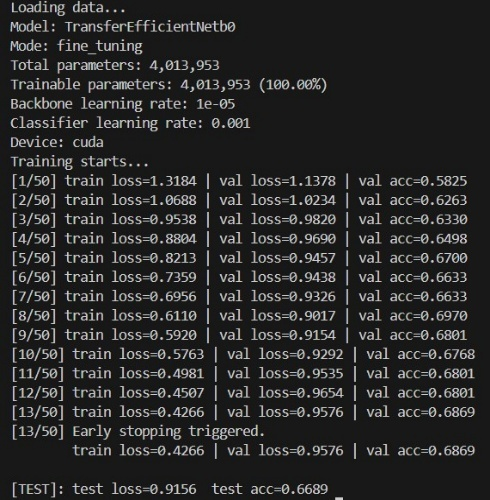 Loading data...
Model: TransferEfficientNetb0
Mode: fine_tuning
Total parameters: 4,013,953
Trainable parameters: 4,013,953 (100.00%)
Backbone learning rate: 1e-05
Classifier learning rate: 0.001
Device: cuda
Training starts...
[1/50] train loss=1.3184 | val loss=1.1378 | val acc=0.5825
[2/50] train loss=1.0688 | val loss=1.0234 | val acc=0.6263
[3/50] train loss=0.9538 | val loss=0.9820 | val acc=0.6330
[4/50] train loss=0.8804 | val loss=0.9690 | val acc=0.6498
[5/50] train loss=0.8213 | val loss=0.9457 | val acc=0.6700
[6/50] train loss=0.7359 | val loss=0.9438 | val acc=0.6633
[7/50] train loss=0.6956 | val loss=0.9326 | val acc=0.6633
[8/50] train loss=0.6110 | val loss=0.9017 | val acc=0.6970
[9/50] train loss=0.5920 | val loss=0.9154 | val acc=0.6801
[10/50] train loss=0.5763 | val loss=0.9292 | val acc=0.6768
[11/50] train loss=0.4981 | val loss=0.9535 | val acc=0.6801
[12/50] train loss=0.4507 | val loss=0.9654 | val acc=0.6801
[13/50] train loss=0.4266 | val loss=0.9576 | val acc=0.6869
[13/50] Early stopping triggered.
train loss=0.4266 | val loss=0.9576 | val acc=0.6869
[TEST]: test loss=0.9156 test acc=0.6689